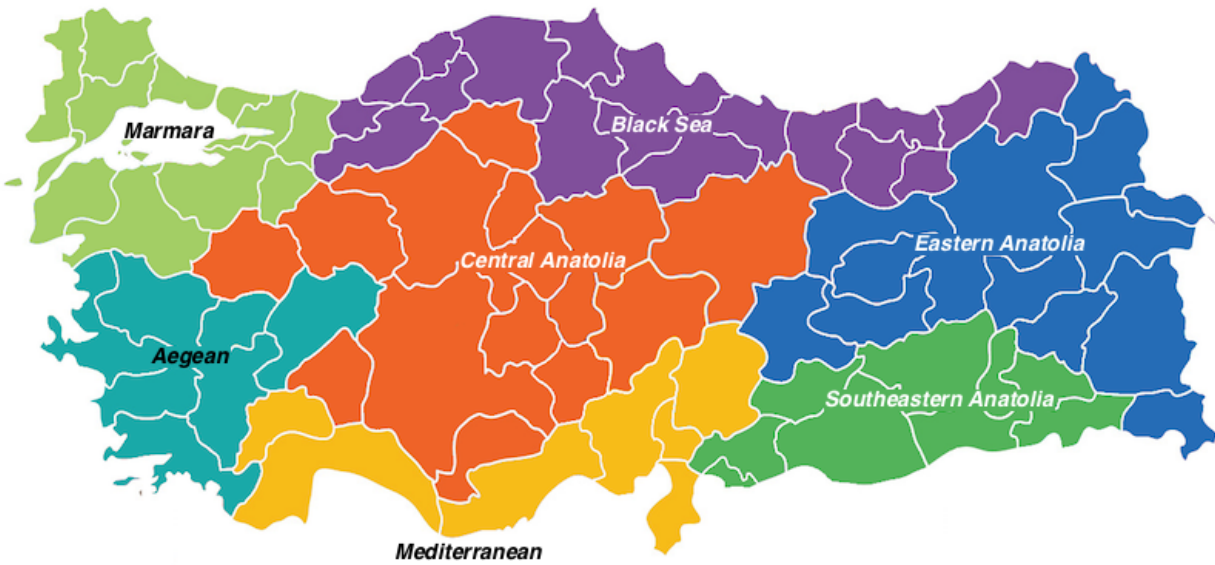 Marmara
Black Sea
Eastern Anatolia
Central Anatolia
Aegean
Southeastern Anatolia
Mediterranean